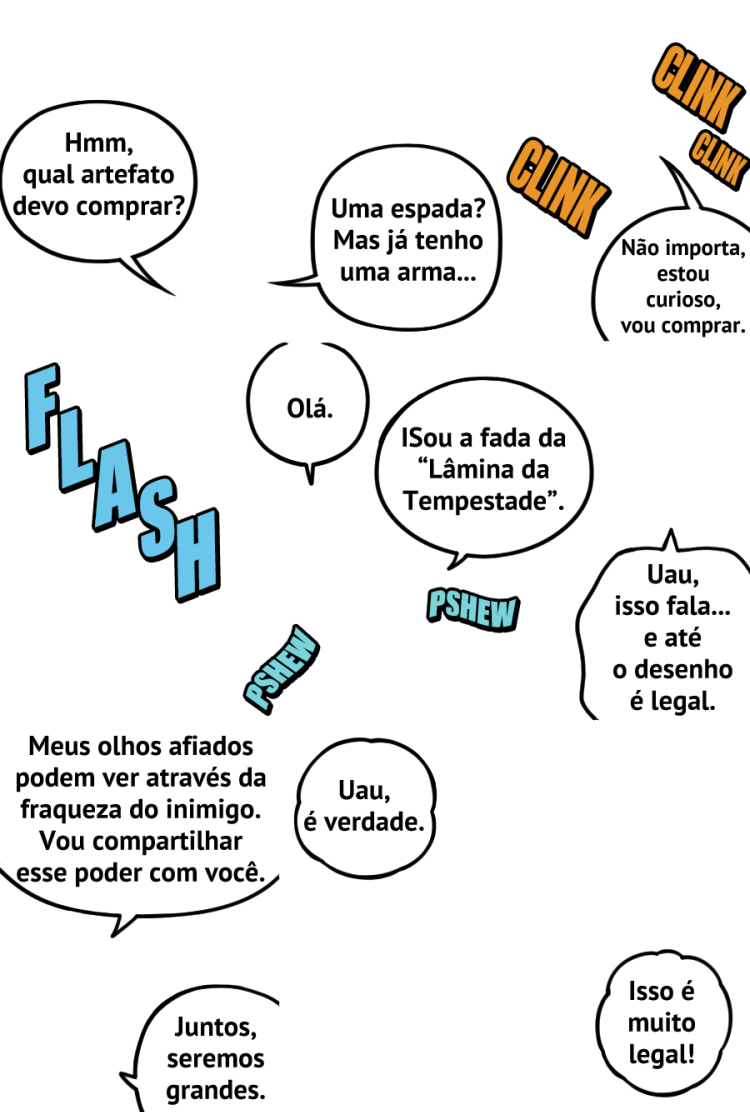 CLINK
CLINK
Hmm,
qual artefato
devo comprar?
CLINK
Uma espada?
Mas já tenho
uma arma...
Não importa,
estou
curioso,
vou comprar.
FLASH
Olá.
ISou a fada da
“Lâmina da
Tempestade”.
PSHEW
Uau,
isso fala...
e até
o desenho
é legal.
PSHEW
Meus olhos afiados
podem ver através da
fraqueza do inimigo.
Vou compartilhar
esse poder com você.
Uau,
é verdade.
Isso é
muito
legal!
Juntos,
seremos
grandes.